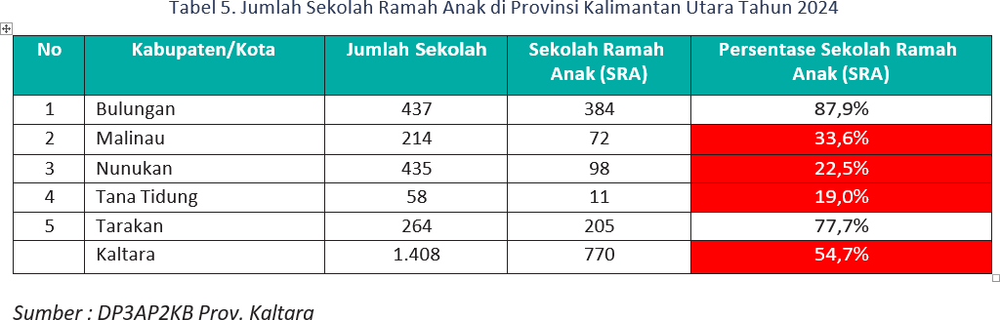 Tabel 5. Jumlah Sekolah Ramah Anak di Provinsi Kalimantan Utara Tahun 2024
No Kabupaten/Kota Jumlah Sekolah Sekolah Ramah Anak (SRA) Persentase Sekolah Ramah Anak (SRA)
1 Bulungan 437 384 87,9%
2 Malinau 214 72 33,6%
3 Nunukan 435 98 22,5%
4 Tana Tidung 58 11 19,0%
5 Tarakan 264 205 77,7%
Kaltara 1.408 770 54,7%
Sumber : DP3AP2KB Prov. Kaltara